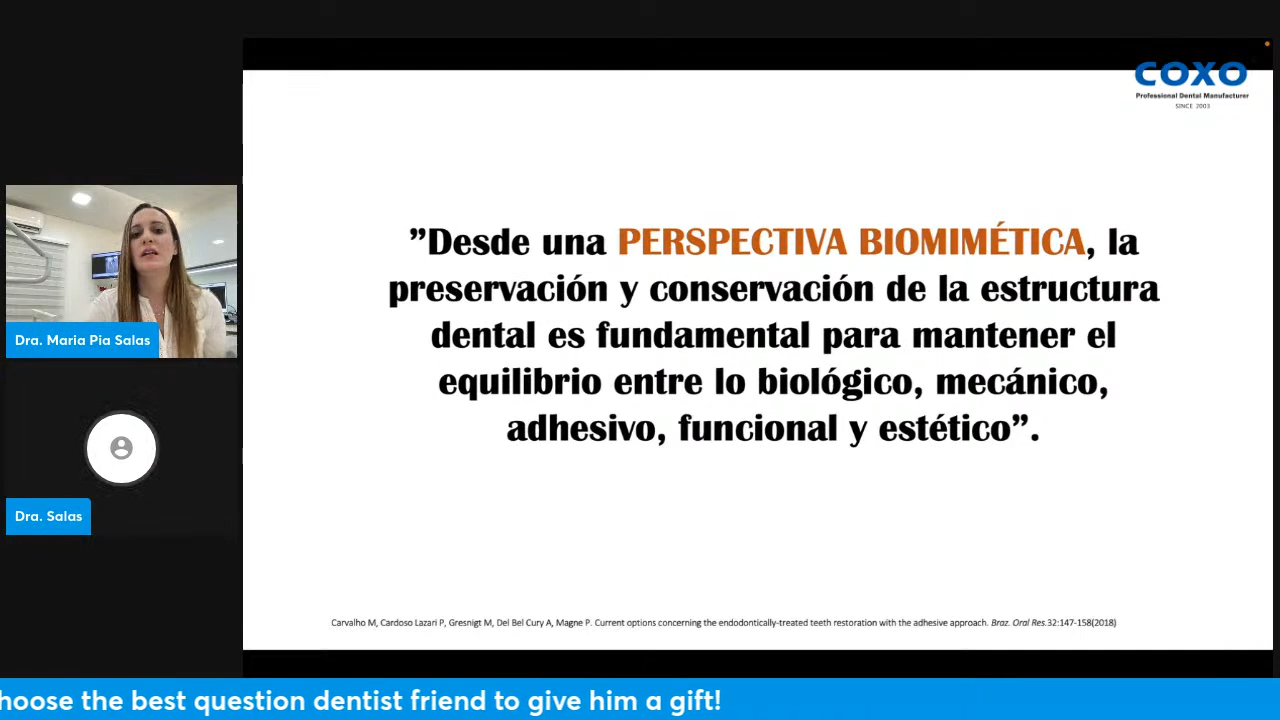 COXO
Professional Dental Manufacturer
SINCE 2003
”Desde una PERSPECTIVA BIOMIMÉTICA, la
preservación y conservación de la estructura
dental es fundamental para mantener el
equilibrio entre lo biológico, mecánico,
adhesivo, funcional y estético”.
Dra. Maria Pia Salas
Dra. Salas
Carvalho M, Cardoso Lazari P, Gresnigt M, Del Bel Cury A, Magne P. Current options concerning the endodontically-treated teeth restoration with the adhesive approach. Braz. Oral Res.32:147-158(2018)
hoose the best question dentist friend to give him a gift!